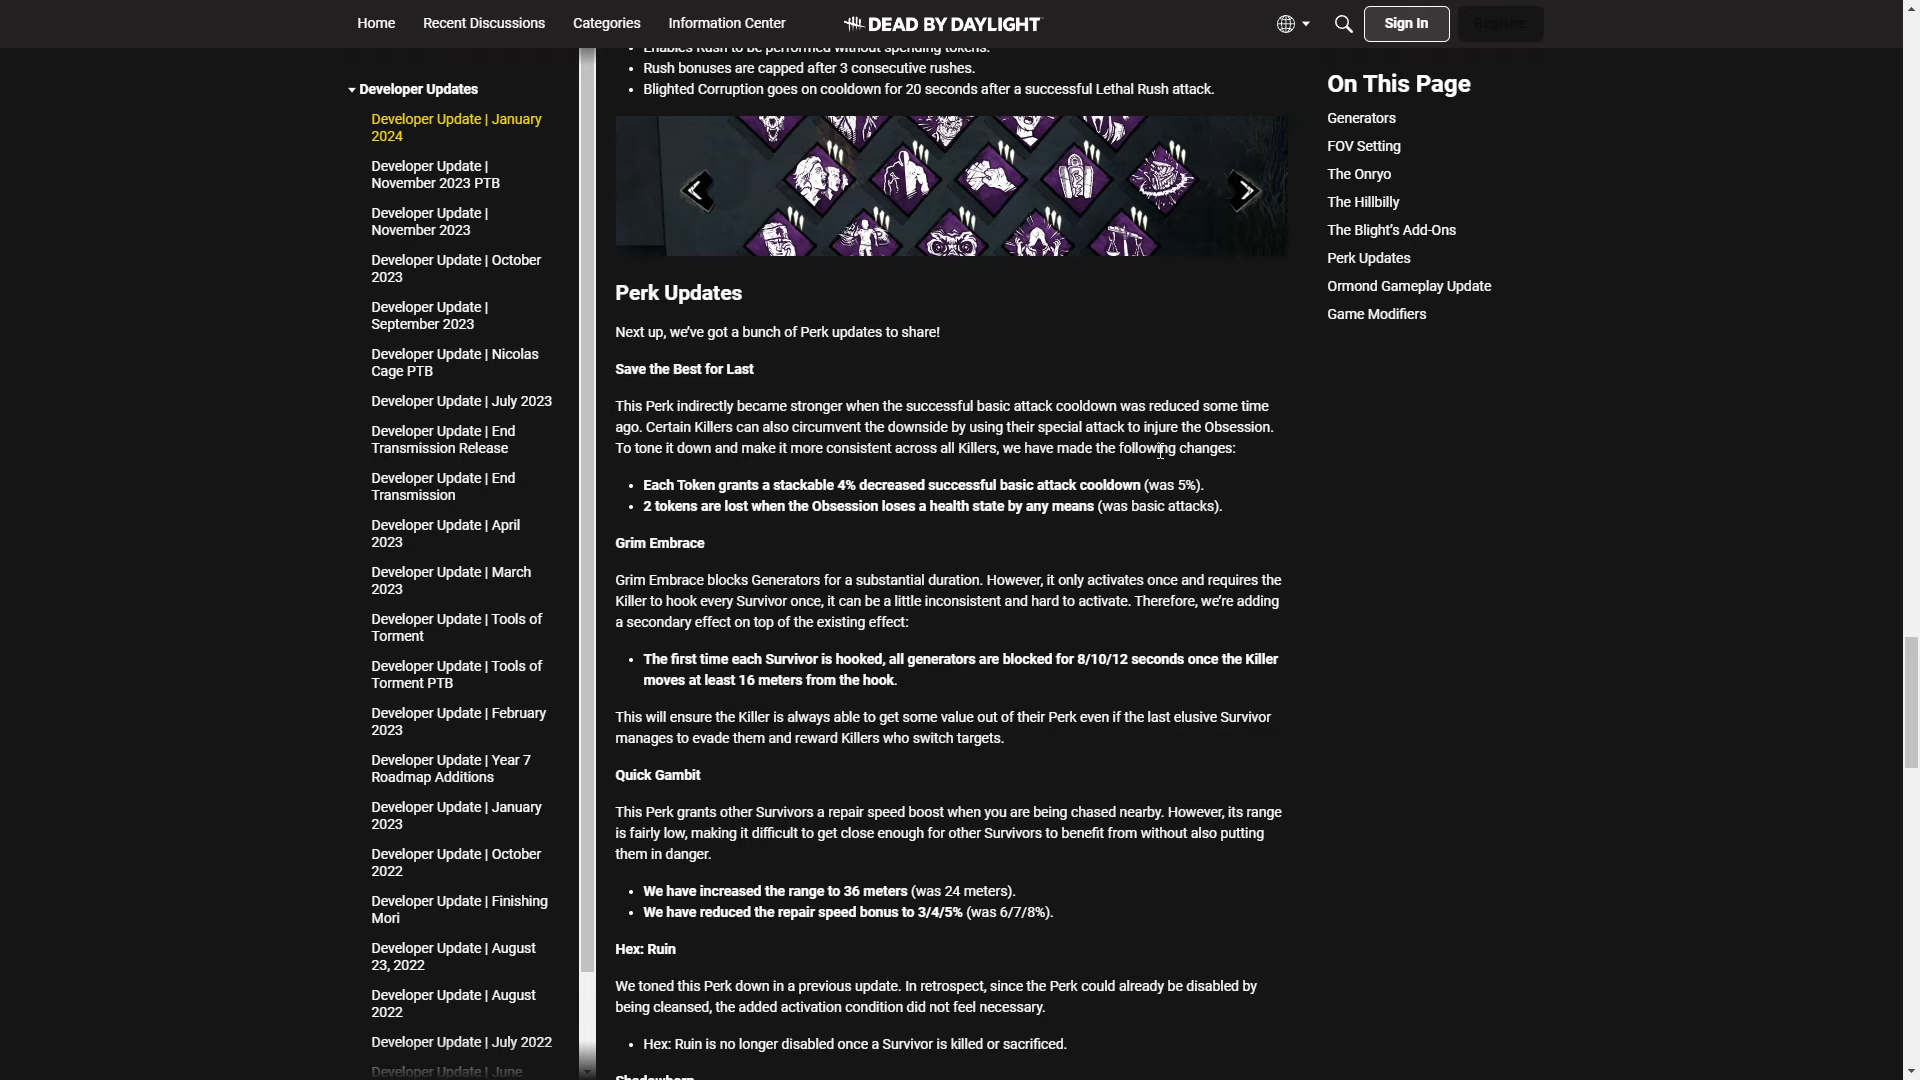 Home Recent Discussions Categories Information Center DEAD BY DAYLIGHT Sign In Register
Developer Updates
Developer Update | January
2024
Developer Update |
November 2023 PTB
Developer Update |
November 2023
Developer Update | October
2023
Developer Update |
September 2023
Developer Update | Nicolas
Cage PTB
Developer Update | July 2023
Developer Update | End
Transmission Release
Developer Update | End
Transmission
Developer Update | April
2023
Developer Update | March
2023
Developer Update | Tools of
Torment
Developer Update | Tools of
Torment PTB
Developer Update | February
2023
Developer Update | Year 7
Roadmap Additions
Developer Update | January
2023
Developer Update | October
2022
Developer Update | Finishing
Mori
Developer Update | August
23, 2022
Developer Update | August
2022
Developer Update | July 2022
Developer Update | June
• Enables Rush to be performed without spending tokens.
• Rush bonuses are capped after 3 consecutive rushes.
• Blighted Corruption goes on cooldown for 20 seconds after a successful Lethal Rush attack.
Perk Updates
Next up, we’ve got a bunch of Perk updates to share!
Save the Best for Last
This Perk indirectly became stronger when the successful basic attack cooldown was reduced some time
ago. Certain Killers can also circumvent the downside by using their special attack to injure the Obsession.
To tone it down and make it more consistent across all Killers, we have made the following changes:
• Each Token grants a stackable 4% decreased successful basic attack cooldown (was 5%).
• 2 tokens are lost when the Obsession loses a health state by any means (was basic attacks).
Grim Embrace
Grim Embrace blocks Generators for a substantial duration. However, it only activates once and requires the
Killer to hook every Survivor once, it can be a little inconsistent and hard to activate. Therefore, we’re adding
a secondary effect on top of the existing effect:
• The first time each Survivor is hooked, all generators are blocked for 8/10/12 seconds once the Killer
moves at least 16 meters from the hook.
This will ensure the Killer is always able to get some value out of their Perk even if the last elusive Survivor
manages to evade them and reward Killers who switch targets.
Quick Gambit
This Perk grants other Survivors a repair speed boost when you are being chased nearby. However, its range
is fairly low, making it difficult to get close enough for other Survivors to benefit from without also putting
them in danger.
• We have increased the range to 36 meters (was 24 meters).
• We have reduced the repair speed bonus to 3/4/5% (was 6/7/8%).
Hex: Ruin
We toned this Perk down in a previous update. In retrospect, since the Perk could already be disabled by
being cleansed, the added activation condition did not feel necessary.
• Hex: Ruin is no longer disabled once a Survivor is killed or sacrificed.
Shadowborn
On This Page
Generators
FOV Setting
The Onryo
The Hillbilly
The Blight’s Add-Ons
Perk Updates
Ormond Gameplay Update
Game Modifiers